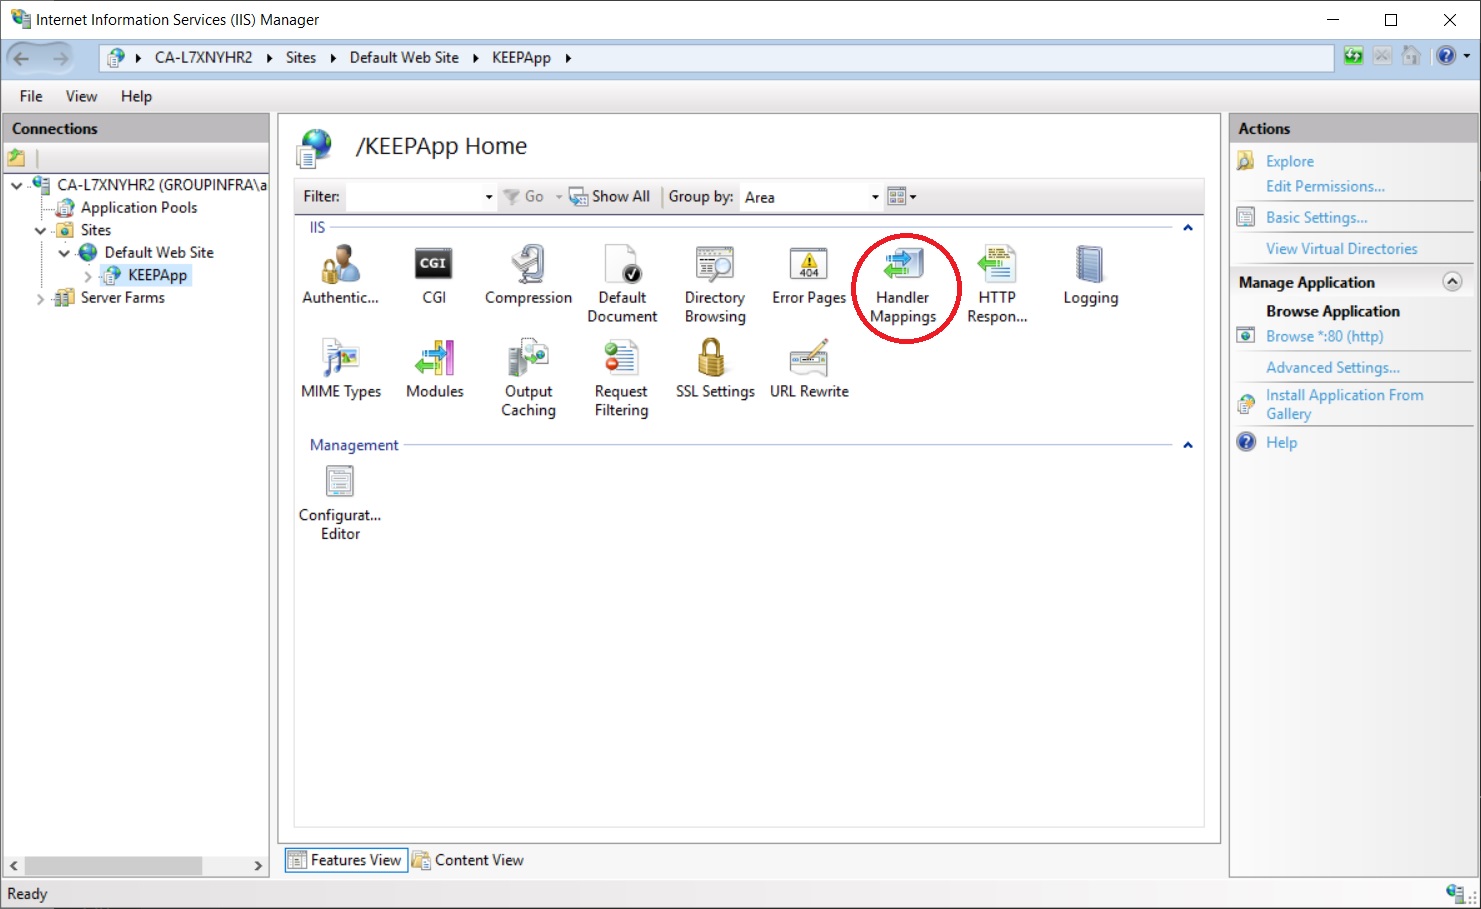 Internet Information Services (IIS) Manager
CA-L7XNYHR2 Sites Default Web Site KEEPApp
File View Help
Connections
CA-L7XNYHR2 (GROUPINFRA\a
Application Pools
Sites
Default Web Site
KEEPApp
Server Farms
/KEEPApp Home
Filter: Go Show All Group by: Area
IIS
Authentic...
CGI
CGI
Compression
Default
Document
Directory
Browsing
404
Error Pages
Handler
Mappings
HTTP
Respon...
Logging
MIME Types
Modules
Output
Caching
Request
Filtering
SSL Settings
URL Rewrite
Management
Configurat...
Editor
Features View Content View
Actions
Explore
Edit Permissions...
Basic Settings...
View Virtual Directories
Manage Application
Browse Application
Browse *:80 (http)
Advanced Settings...
Install Application From
Gallery
Help
Ready